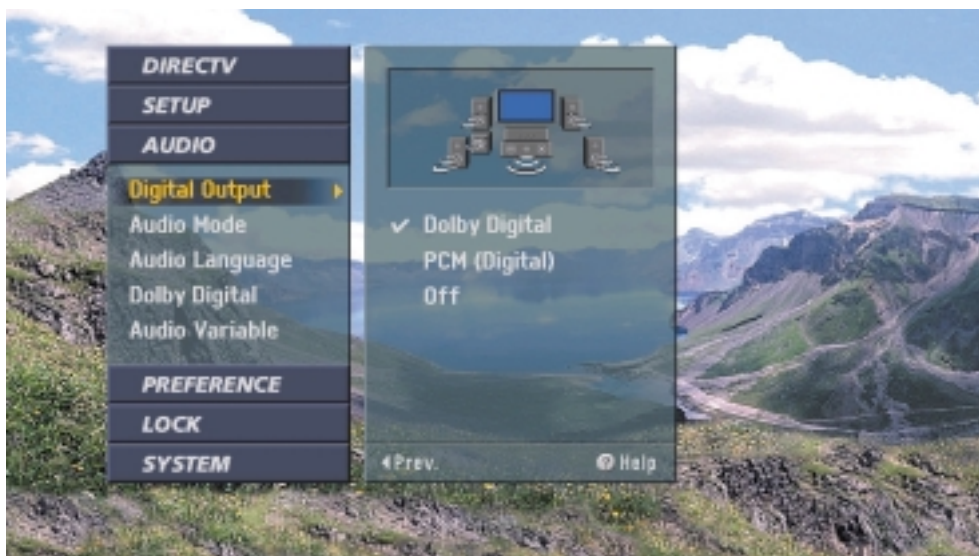 DIRECTV
SETUP
AUDIO
Digital Output
Audio Mode
Audio Language
Dolby Digital
Audio Variable
PREFERENCE
LOCK
SYSTEM
✓ Dolby Digital
PCM (Digital)
Off
Prev.
? Help